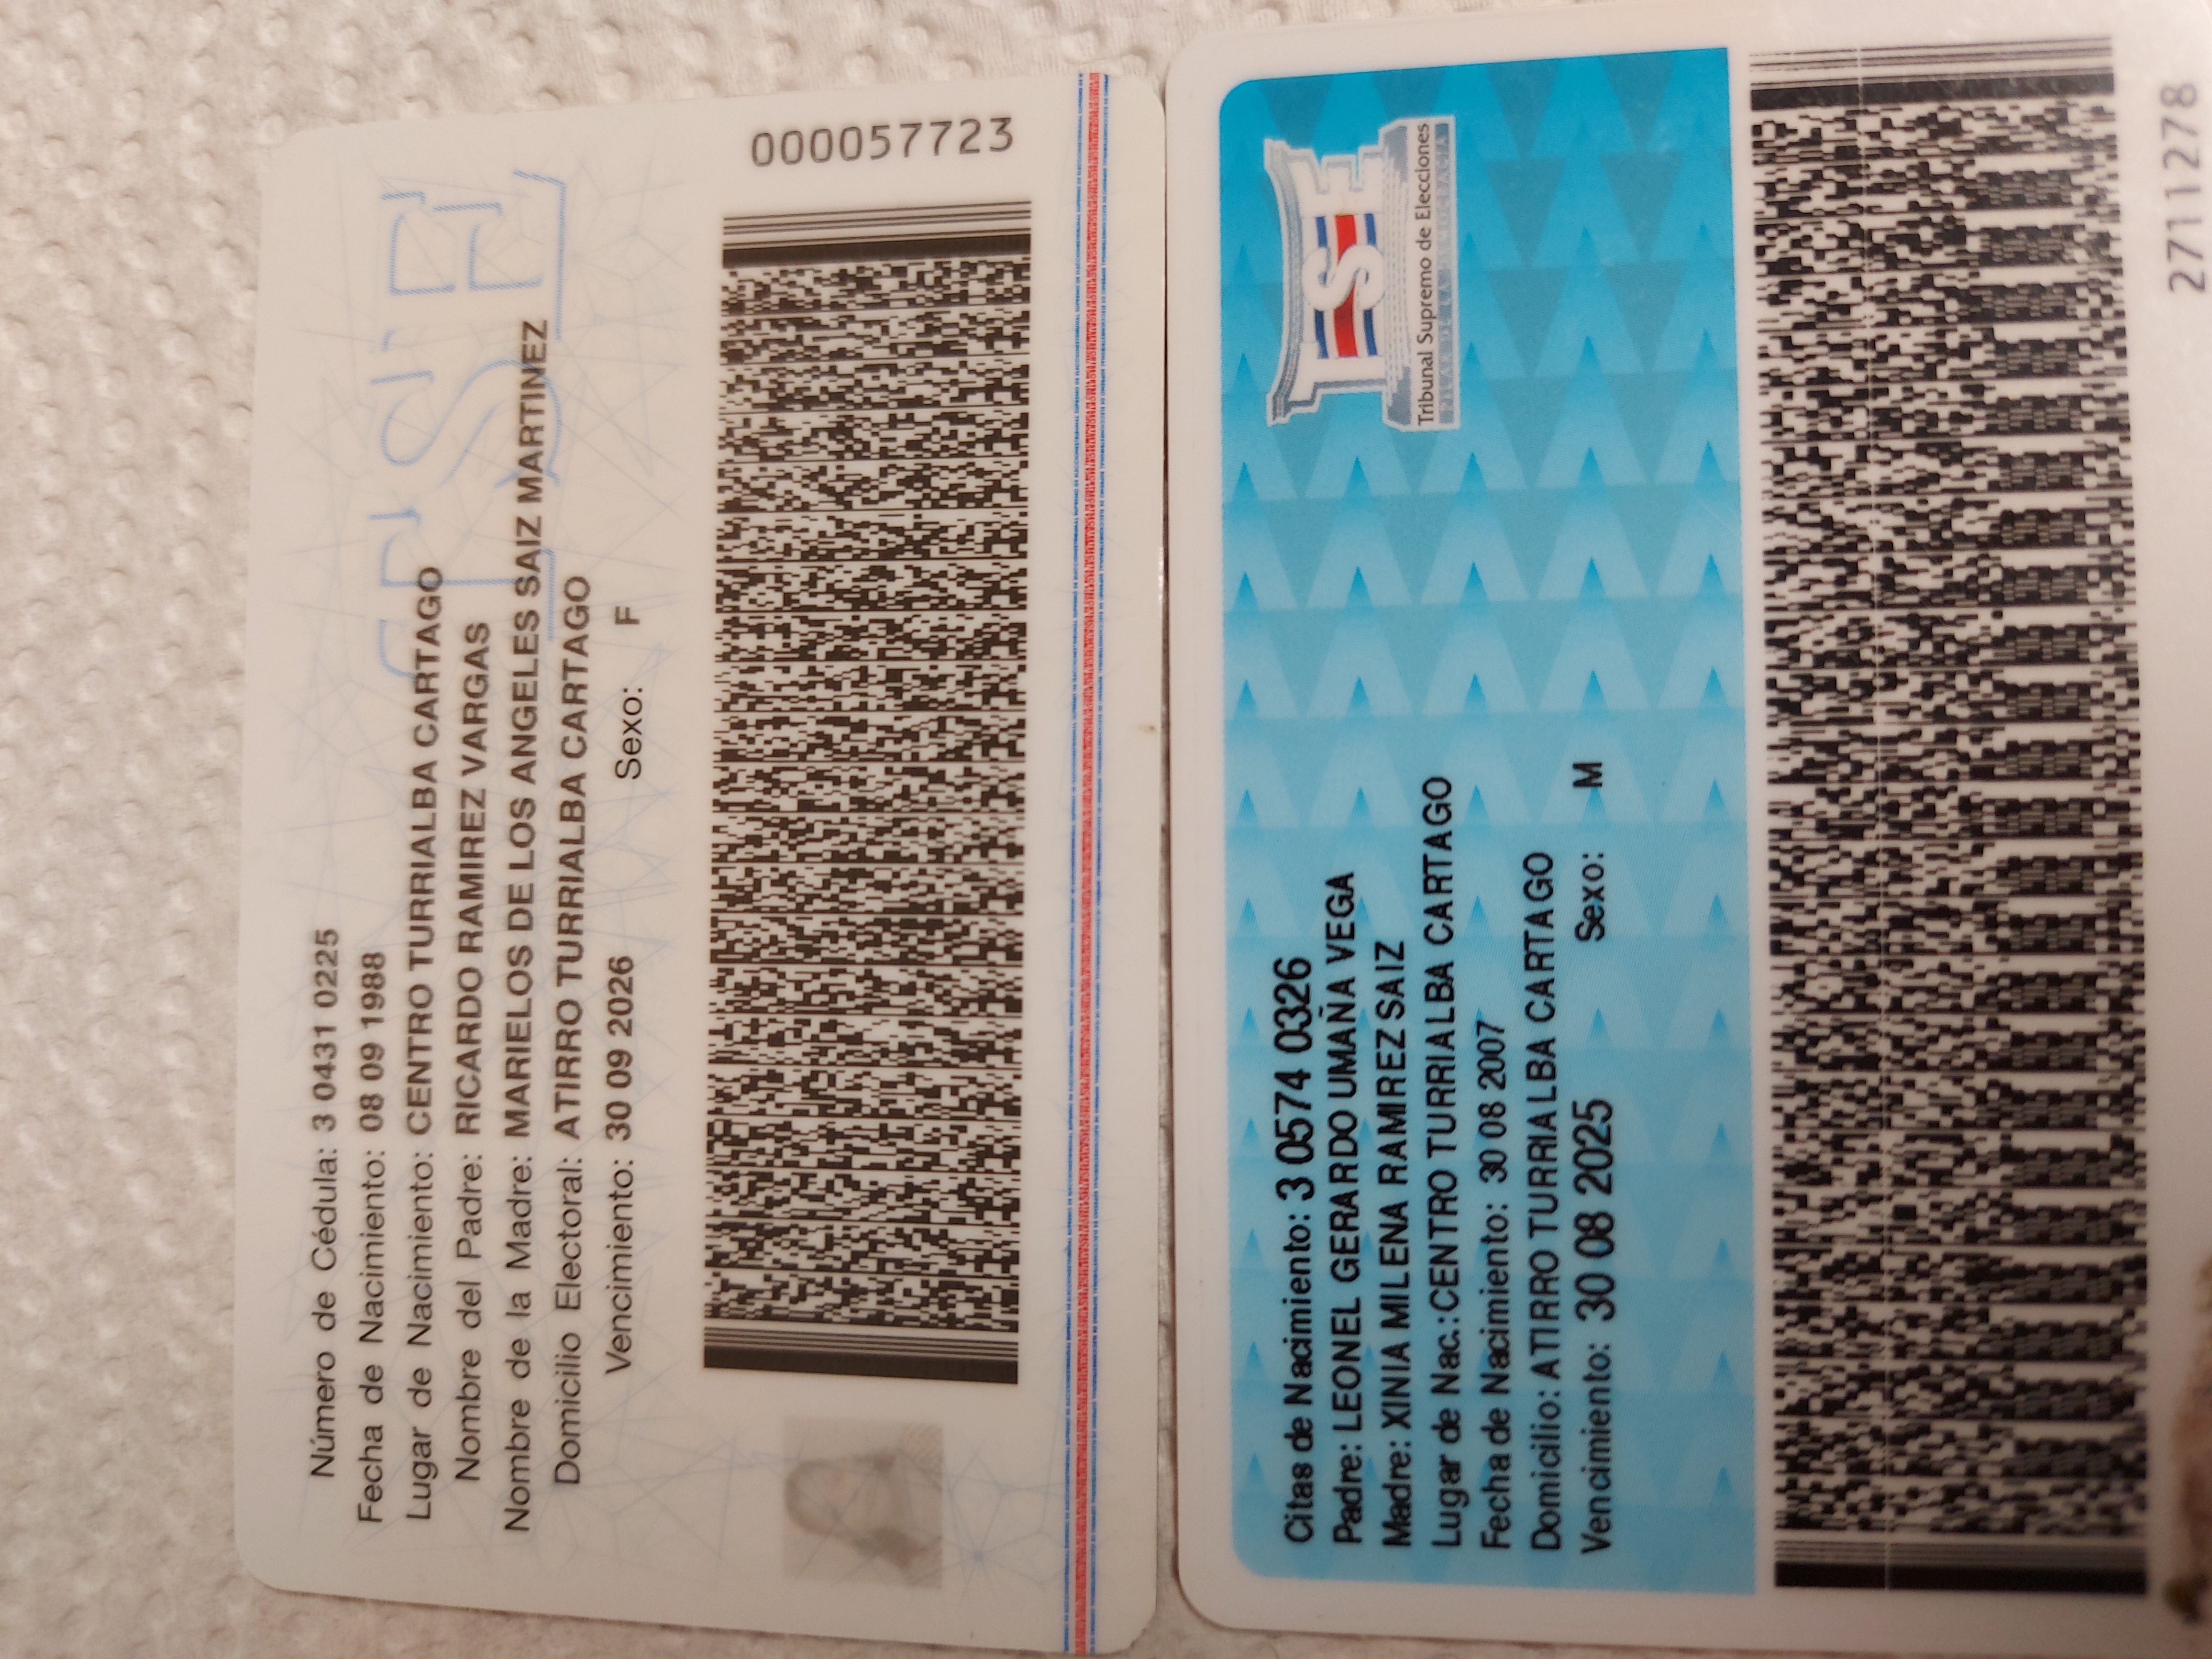 Número de Cédula: 3 0431 0225
Fecha de Nacimiento: 08 09 1988
Lugar de Nacimiento: CENTRO TURRIALBA CARTAGO
Nombre del Padre: RICARDO RAMIREZ VARGAS
Nombre de la Madre: MARIELOS DE LOS ANGELES SAIZ MARTINEZ
Domicilio Electoral: ATIRRO TURRIALBA CARTAGO
Vencimiento: 30 09 2026 Sexo: F
TSE
000057723
Citas de Nacimiento: 3 0574 0326
Padre: LEONEL GERARDO UMAÑA VEGA
Madre: XINIA MILENA RAMIREZ SAIZ
Lugar de Nac.: CENTRO TURRIALBA CARTAGO
Fecha de Nacimiento: 30 08 2007
Domicilio: ATIRRO TURRIALBA CARTAGO
Vencimiento: 30 08 2025 Sexo: M
TSE
Tribunal Supremo de Elecciones
PILAR DE LA DEMOCRACIA
2711278